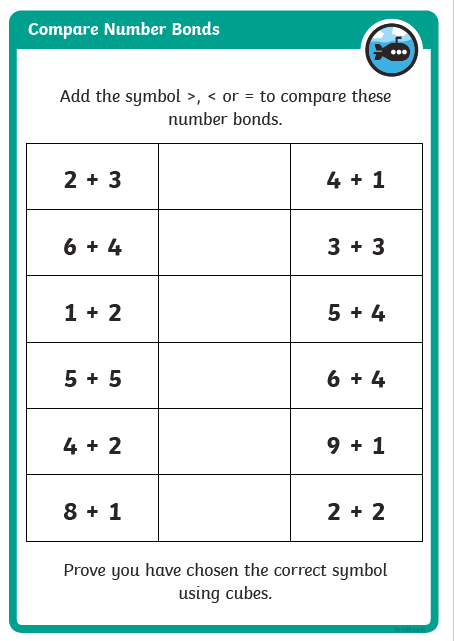 Compare Number Bonds
Add the symbol >, < or = to compare these
number bonds.
2 + 3 4 + 1
6 + 4 3 + 3
1 + 2 5 + 4
5 + 5 6 + 4
4 + 2 9 + 1
8 + 1 2 + 2
Prove you have chosen the correct symbol
using cubes.